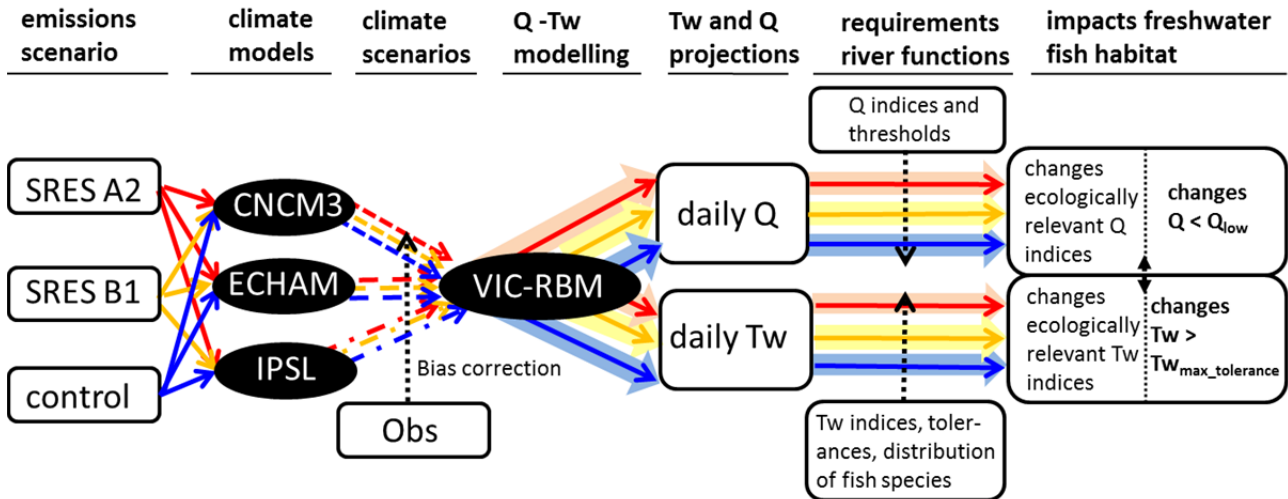 emissions
scenario
climate
models
climate
scenarios
Q -Tw
modelling
Tw and Q
projections
requirements
river functions
impacts freshwater
fish habitat
SRES A2
SRES B1
control
CNCM3
ECHAM
IPSL
Bias correction
Obs
VIC-RBM
daily Q
daily Tw
Q indices and
thresholds
Tw indices, toler-
ances, distribution
of fish species
changes
ecologically
relevant Q
indices
changes
Q < Qlow
changes
ecologically
relevant Tw
indices
changes
Tw >
Twmax_tolerance